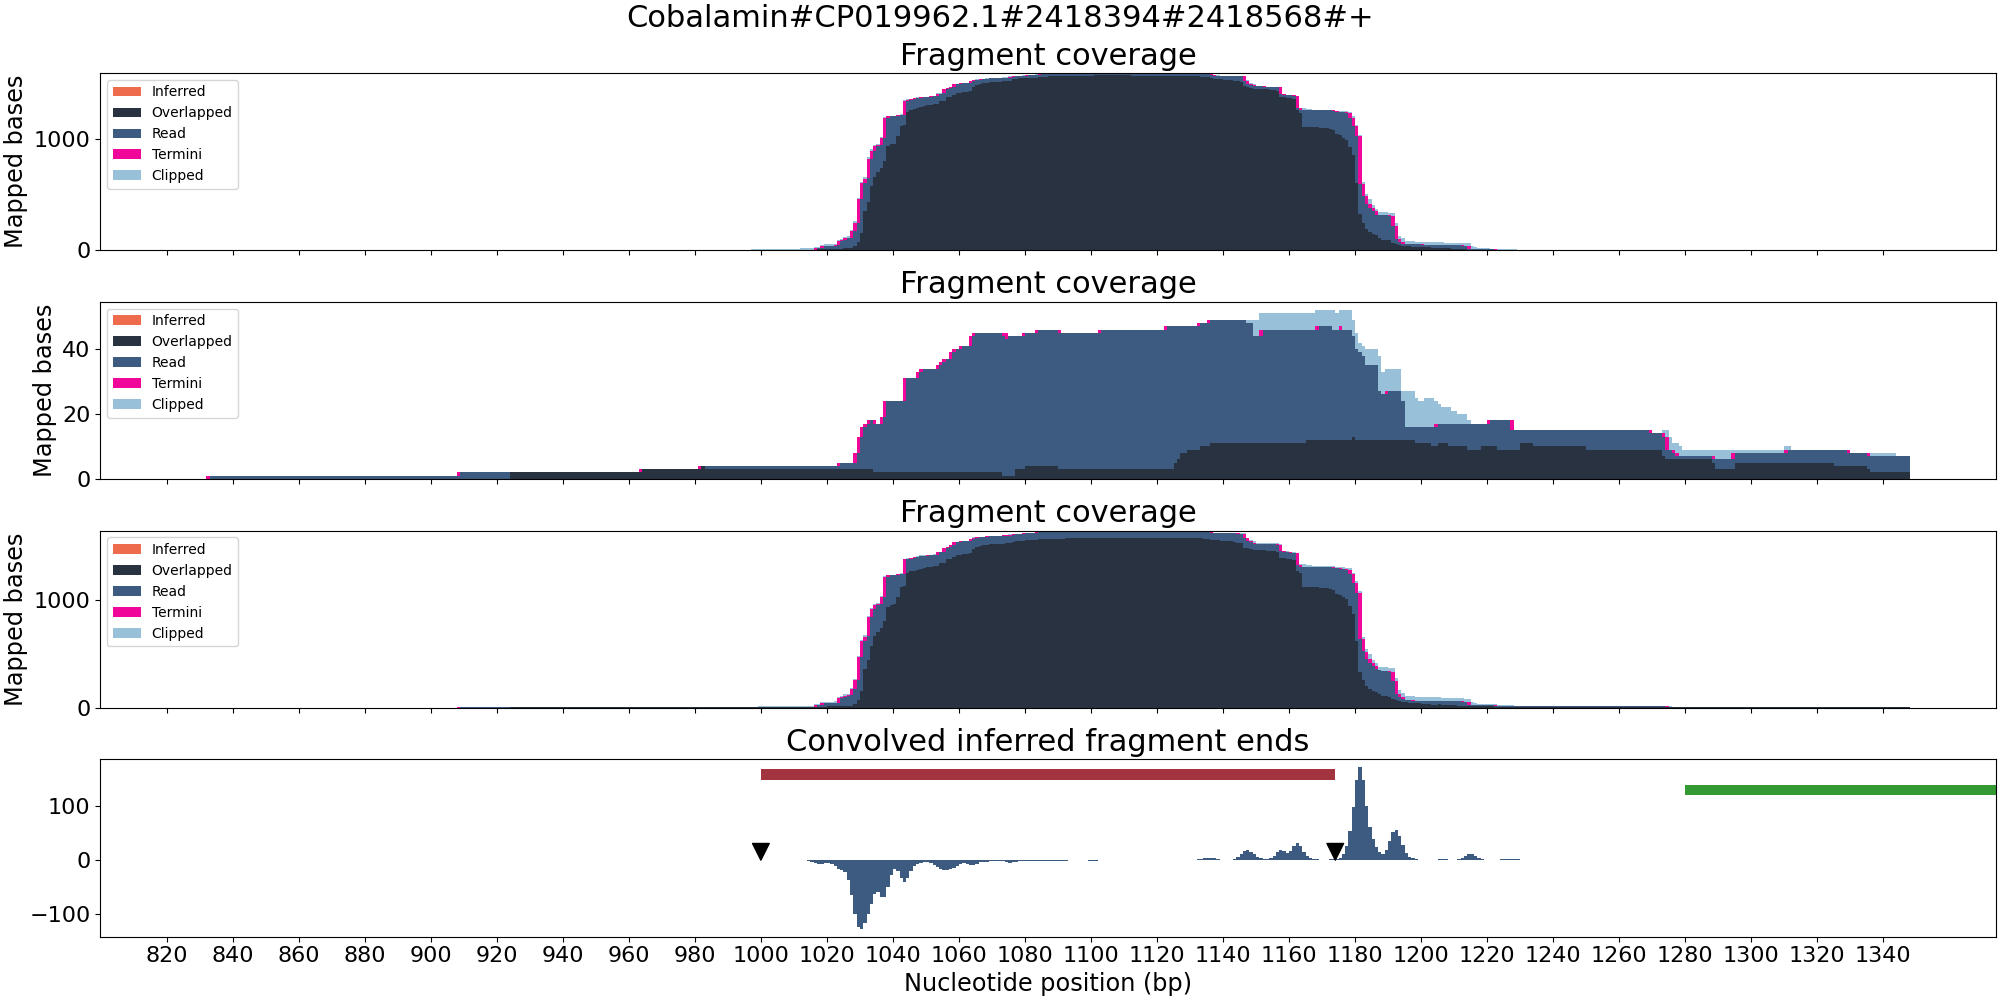 Cobalamin#CP019962.1#2418394#2418568#+
Fragment coverage
Mapped bases
1000
0
Inferred
Overlapped
Read
Termini
Clipped
Fragment coverage
Mapped bases
40
20
0
Inferred
Overlapped
Read
Termini
Clipped
Fragment coverage
Mapped bases
1000
0
Inferred
Overlapped
Read
Termini
Clipped
Convolved inferred fragment ends
100
0
−100
820 840 860 880 900 920 940 960 980 1000 1020 1040 1060 1080 1100 1120 1140 1160 1180 1200 1220 1240 1260 1280 1300 1320 1340
Nucleotide position (bp)